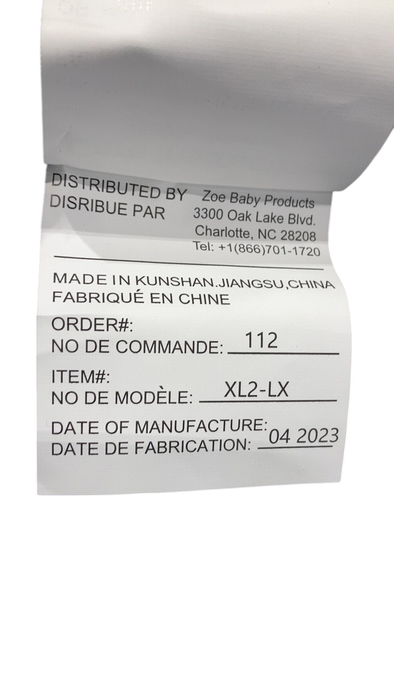 DISTRIBUTED BY Zoe Baby Products
DISRIBUE PAR 3300 Oak Lake Blvd.
Charlotte, NC 28208
Tel: +1(866)701-1720
MADE IN KUNSHAN.JIANGSU,CHINA
FABRIQUÉ EN CHINE
ORDER#:
NO DE COMMANDE: 112
ITEM#:
NO DE MODÈLE: XL2-LX
DATE OF MANUFACTURE:
DATE DE FABRICATION: 04 2023